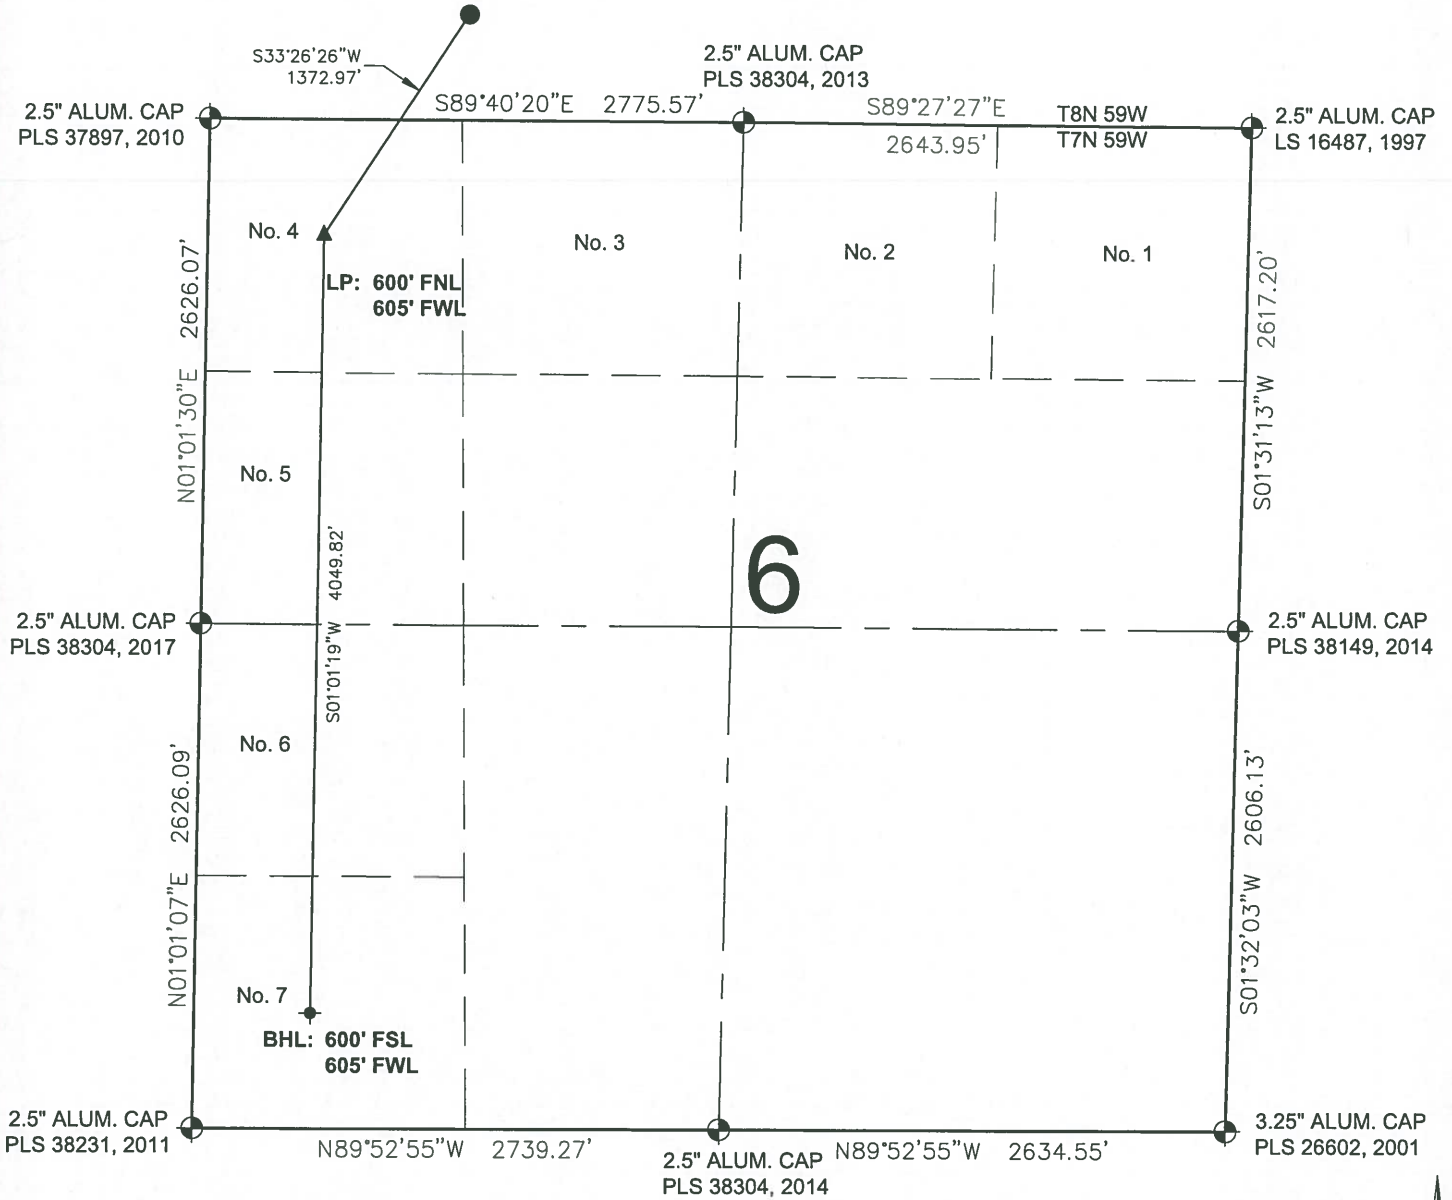 S33°26'26"W
1372.97'
2.5" ALUM. CAP
PLS 38304, 2013
2.5" ALUM. CAP
PLS 37897, 2010
S89°40'20"E 2775.57'
S89°27'27"E
2643.95'
T8N 59W
T7N 59W
2.5" ALUM. CAP
LS 16487, 1997
No. 4
No. 3
No. 2
No. 1
LP: 600' FNL
605' FWL
N01°01'30"E 2626.07'
S01°31'13"W 2617.20'
No. 5
6
S01°01'19"W 4049.82'
2.5" ALUM. CAP
PLS 38304, 2017
2.5" ALUM. CAP
PLS 38149, 2014
No. 6
N01°01'07"E 2626.09'
S01°32'03"W 2606.13'
No. 7
BHL: 600' FSL
605' FWL
2.5" ALUM. CAP
PLS 38231, 2011
N89°52'55"W 2739.27'
2.5" ALUM. CAP
PLS 38304, 2014
N89°52'55"W 2634.55'
3.25" ALUM. CAP
PLS 26602, 2001